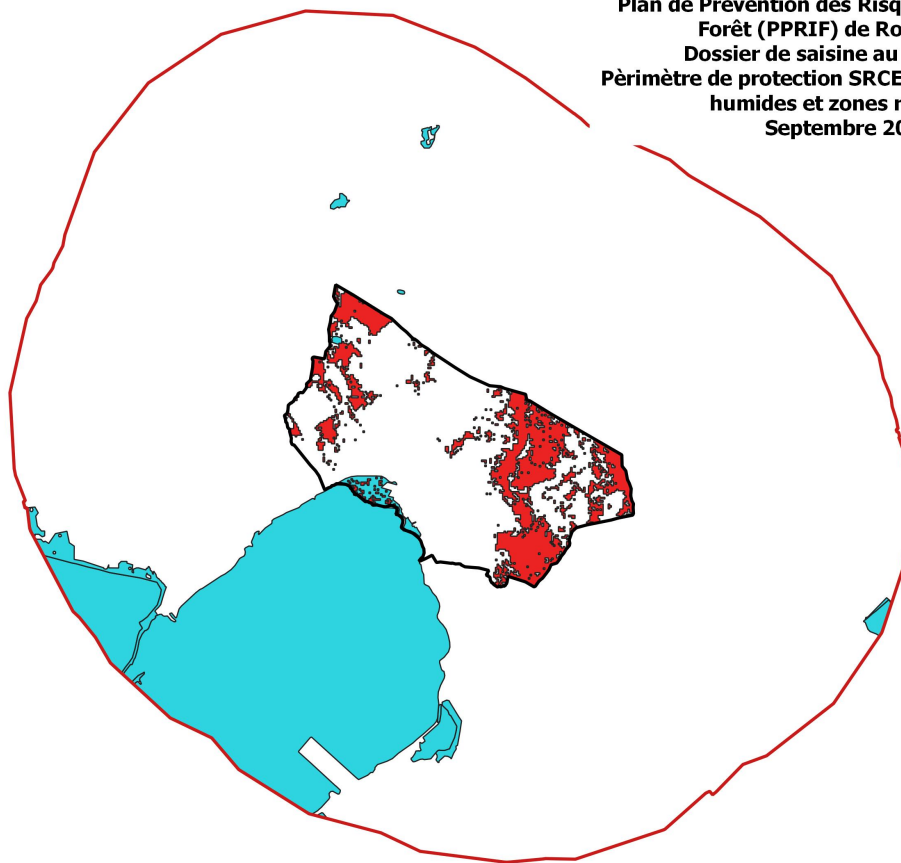 Plan de Prévention des Risq
Forêt (PPRIF) de Ro
Dossier de saisine au
Pèrimètre de protection SRCE
humides et zones r
Septembre 20